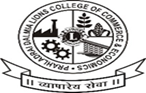 PRAHLADRAI DALMIA LIONS COLLEGE OF COMMERCE & ECONOMICS
॥ व्यापारेय सेवा ॥